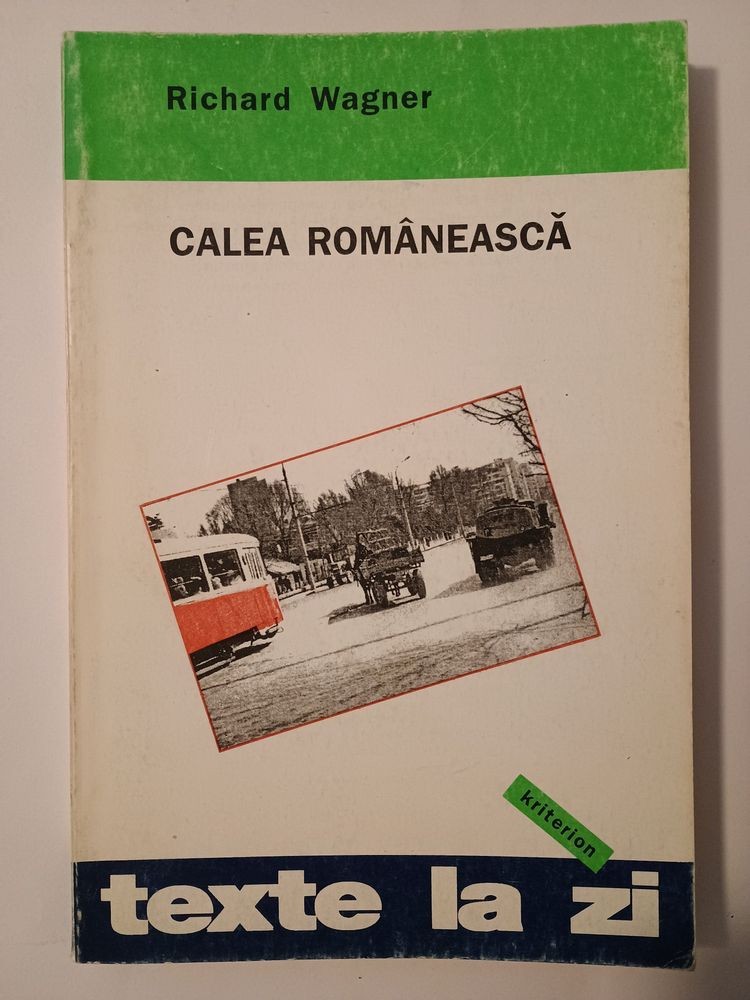 Richard Wagner
CALEA ROMÂNEASCĂ
kriterion
texte la zi